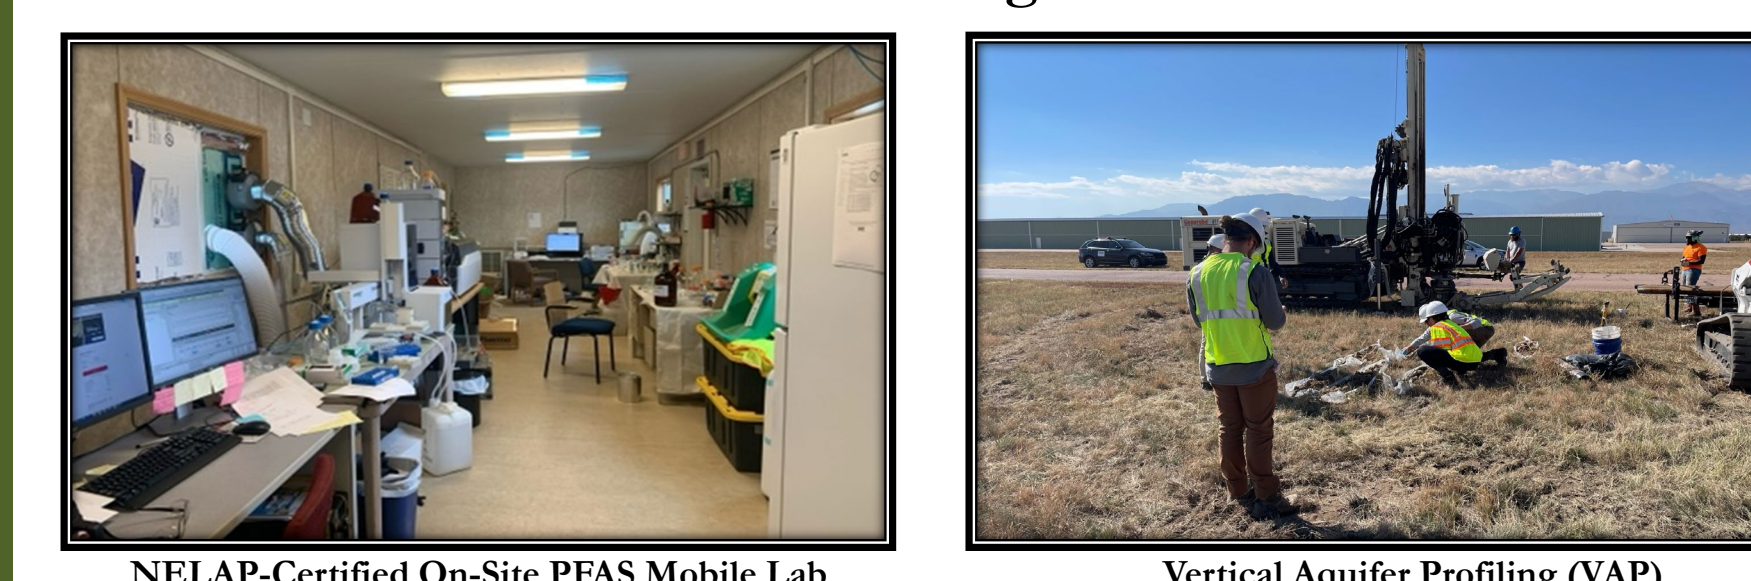 NELAP-Certified On-Site PFAS Mobile Lab
Vertical Aquifer Profiling (VAP)